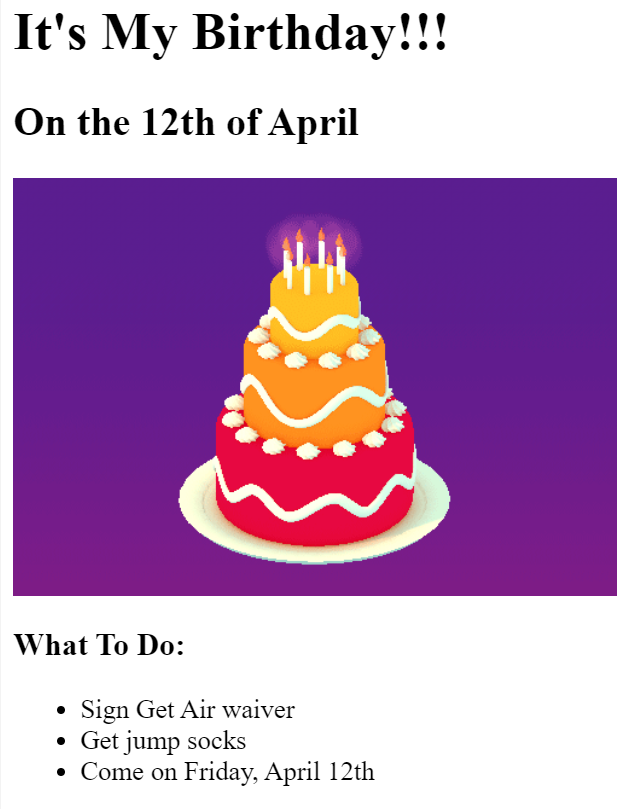 It's My Birthday!!!
On the 12th of April
What To Do:
Sign Get Air waiver
Get jump socks
Come on Friday, April 12th